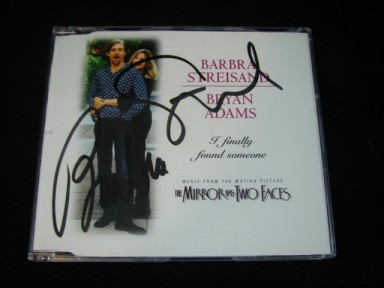 BARBRA
STREISAND
BRYAN
ADAMS
I finally
found someone
MUSIC FROM THE MOTION PICTURE
THE MIRROR HAS TWO FACES